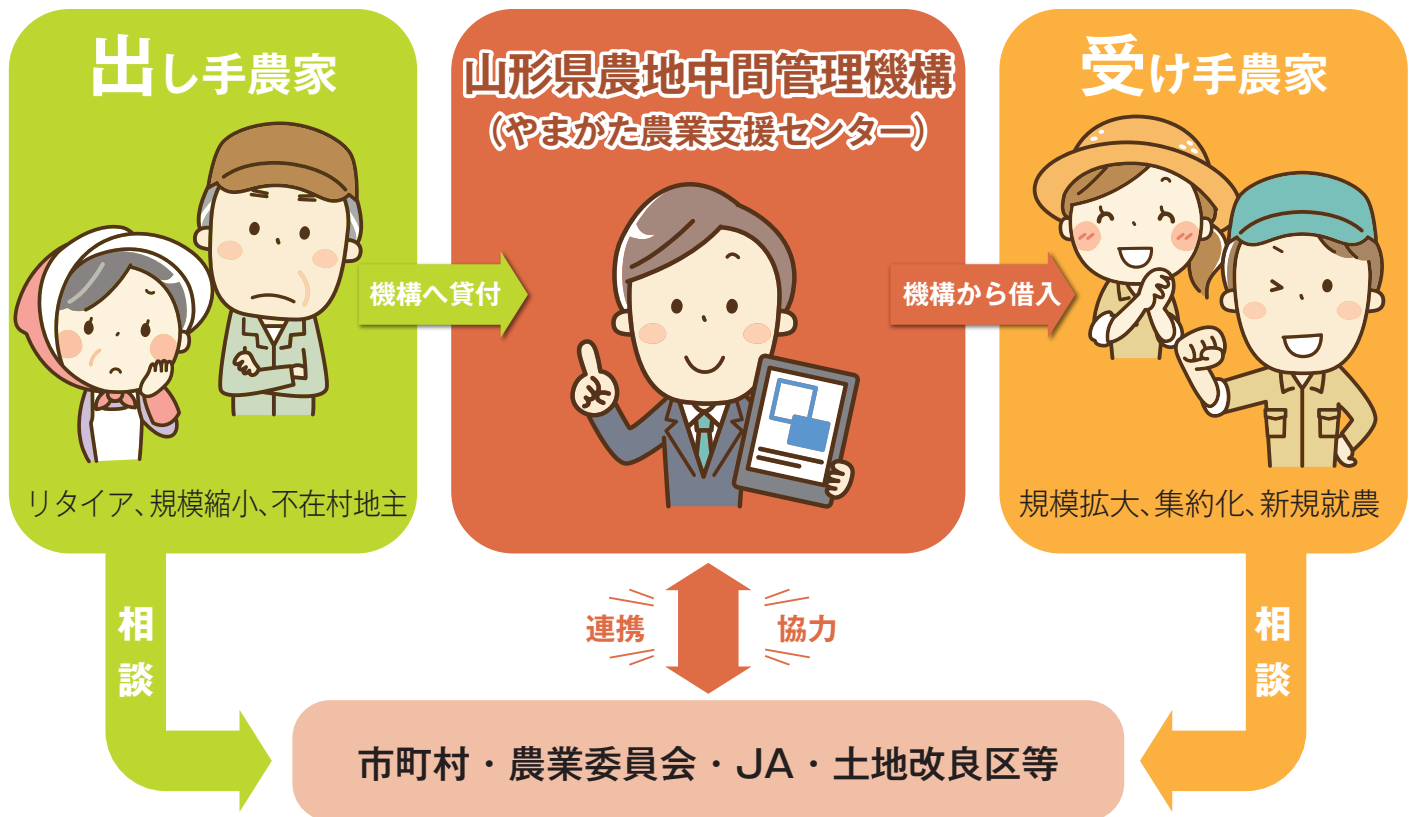 出し手農家
リタイア、規模縮小、不在村地主
機構へ貸付
山形県農地中間管理機構
（やまがた農業支援センター）
機構から借入
受け手農家
規模拡大、集約化、新規就農
相談
連携
協力
相談
市町村・農業委員会・JA・土地改良区等